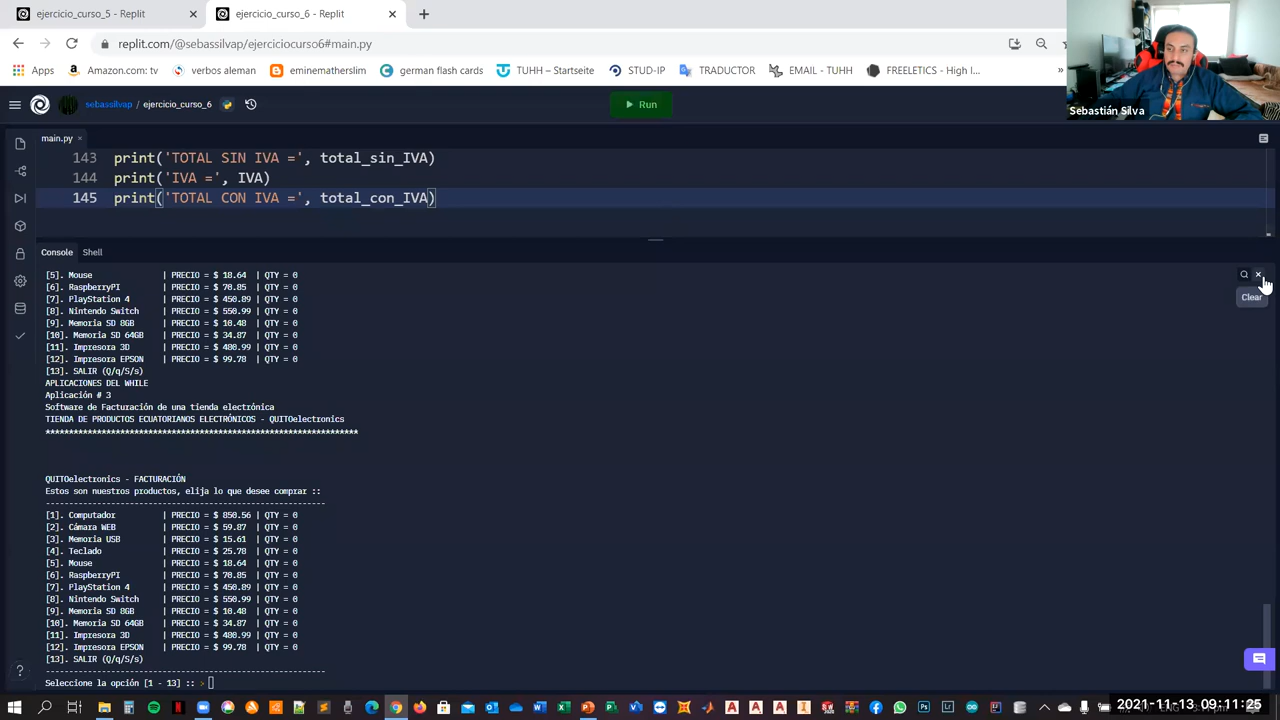 ejercicio_curso_5 - Replit
ejercicio_curso_6 - Replit
replit.com/@sebassilvap/ejerciciocurso6#main.py
Apps
Amazon.com: tv
verbos aleman
eminematherslim
german flash cards
TUHH – Startseite
STUD-IP
TRADUCTOR
EMAIL - TUHH
FREELETICS - High I...
»
Sebastián Silva
sebassilvap / ejercicio_curso_6
Run
main.py
143 print('TOTAL SIN IVA =', total_sin_IVA)
144 print('IVA =', IVA)
145 print('TOTAL CON IVA =', total_con_IVA)
Console Shell
Clear
[5]. Mouse | PRECIO = $ 18.64 | QTY = 0
[6]. RaspberryPI | PRECIO = $ 70.85 | QTY = 0
[7]. PlayStation 4 | PRECIO = $ 450.89 | QTY = 0
[8]. Nintendo Switch | PRECIO = $ 550.99 | QTY = 0
[9]. Memoria SD 8GB | PRECIO = $ 10.48 | QTY = 0
[10]. Memoria SD 64GB | PRECIO = $ 34.87 | QTY = 0
[11]. Impresora 3D | PRECIO = $ 400.99 | QTY = 0
[12]. Impresora EPSON | PRECIO = $ 99.78 | QTY = 0
[13]. SALIR (Q/q/S/s)
APLICACIONES DEL WHILE
Aplicación # 3
Software de Facturación de una tienda electrónica
TIENDA DE PRODUCTOS ECUATORIANOS ELECTRÓNICOS - QUITOelectronics
******************************************************************
QUITOelectronics - FACTURACIÓN
Estos son nuestros productos, elija lo que desee comprar ::
-----------------------------------------------------------
[1]. Computador | PRECIO = $ 850.56 | QTY = 0
[2]. Cámara WEB | PRECIO = $ 59.87 | QTY = 0
[3]. Memoria USB | PRECIO = $ 15.61 | QTY = 0
[4]. Teclado | PRECIO = $ 25.78 | QTY = 0
[5]. Mouse | PRECIO = $ 18.64 | QTY = 0
[6]. RaspberryPI | PRECIO = $ 70.85 | QTY = 0
[7]. PlayStation 4 | PRECIO = $ 450.89 | QTY = 0
[8]. Nintendo Switch | PRECIO = $ 550.99 | QTY = 0
[9]. Memoria SD 8GB | PRECIO = $ 10.48 | QTY = 0
[10]. Memoria SD 64GB | PRECIO = $ 34.87 | QTY = 0
[11]. Impresora 3D | PRECIO = $ 400.99 | QTY = 0
[12]. Impresora EPSON | PRECIO = $ 99.78 | QTY = 0
[13]. SALIR (Q/q/S/s)
-----------------------------------------------------------
Seleccione la opción [1 - 13] :: >
2021-11-13 09:11:25